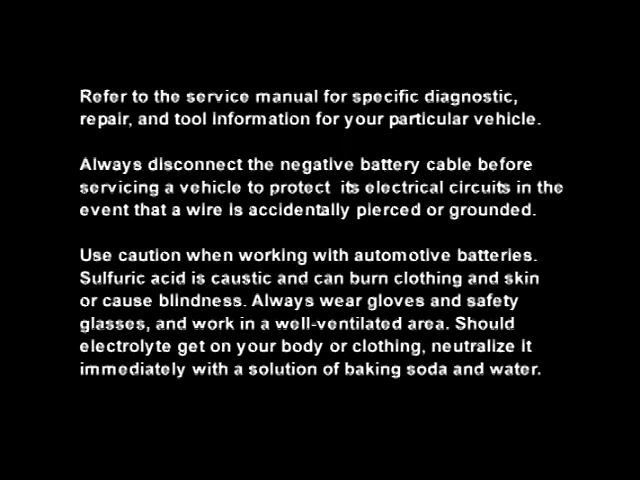 Refer to the service manual for specific diagnostic,
repair, and tool information for your particular vehicle.
Always disconnect the negative battery cable before
servicing a vehicle to protect its electrical circuits in the
event that a wire is accidentally pierced or grounded.
Use caution when working with automotive batteries.
Sulfuric acid is caustic and can burn clothing and skin
or cause blindness. Always wear gloves and safety
glasses, and work in a well-ventilated area. Should
electrolyte get on your body or clothing, neutralize it
immediately with a solution of baking soda and water.